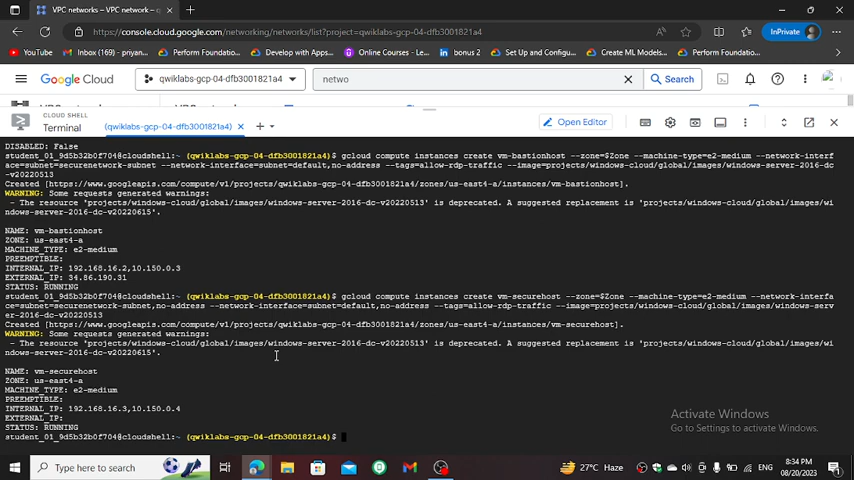 VPC networks – VPC network –
https://console.cloud.google.com/networking/networks/list?project=qwiklabs-gcp-04-dfb3001821a4
InPrivate
YouTube
Inbox (169) - priyan...
Perform Foundatio...
Develop with Apps...
Online Courses - Le...
bonus 2
Set Up and Configu...
Create ML Models...
Perform Foundatio...
Google Cloud
qwiklabs-gcp-04-dfb3001821a4
netwo
Search
CLOUD SHELL
Terminal
(qwiklabs-gcp-04-dfb3001821a4)
Open Editor
DISABLED: False
student_01_9d5b32b0f704@cloudshell:~ (qwiklabs-gcp-04-dfb3001821a4)$ gcloud compute instances create vm-bastionhost --zone=$Zone --machine-type=e2-medium --network-interf
ace=subnet=securenetwork-subnet --network-interface=subnet=default,no-address --tags=allow-rdp-traffic --image=projects/windows-cloud/global/images/windows-server-2016-dc
-v20220513
Created [https://www.googleapis.com/compute/v1/projects/qwiklabs-gcp-04-dfb3001821a4/zones/us-east4-a/instances/vm-bastionhost].
WARNING: Some requests generated warnings:
- The resource 'projects/windows-cloud/global/images/windows-server-2016-dc-v20220513' is deprecated. A suggested replacement is 'projects/windows-cloud/global/images/wi
ndows-server-2016-dc-v20220615'.
NAME: vm-bastionhost
ZONE: us-east4-a
MACHINE_TYPE: e2-medium
PREEMPTIBLE:
INTERNAL_IP: 192.168.16.2,10.150.0.3
EXTERNAL_IP: 34.86.190.31
STATUS: RUNNING
student_01_9d5b32b0f704@cloudshell:~ (qwiklabs-gcp-04-dfb3001821a4)$ gcloud compute instances create vm-securehost --zone=$Zone --machine-type=e2-medium --network-interfa
ce=subnet=securenetwork-subnet,no-address --network-interface=subnet=default,no-address --tags=allow-rdp-traffic --image=projects/windows-cloud/global/images/windows-serv
er-2016-dc-v20220513
Created [https://www.googleapis.com/compute/v1/projects/qwiklabs-gcp-04-dfb3001821a4/zones/us-east4-a/instances/vm-securehost].
WARNING: Some requests generated warnings:
- The resource 'projects/windows-cloud/global/images/windows-server-2016-dc-v20220513' is deprecated. A suggested replacement is 'projects/windows-cloud/global/images/wi
ndows-server-2016-dc-v20220615'.
NAME: vm-securehost
ZONE: us-east4-a
MACHINE_TYPE: e2-medium
PREEMPTIBLE:
INTERNAL_IP: 192.168.16.3,10.150.0.4
EXTERNAL_IP:
STATUS: RUNNING
student_01_9d5b32b0f704@cloudshell:~ (qwiklabs-gcp-04-dfb3001821a4)$
Activate Windows
Go to Settings to activate Windows.
Type here to search
27°C Haze
ENG
8:34 PM
08/20/2023